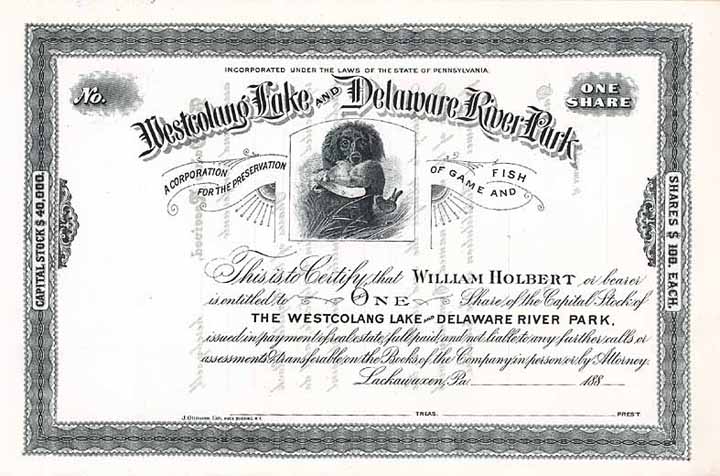 INCORPORATED UNDER THE LAWS OF THE STATE OF PENNSYLVANIA.
No.
ONE
SHARE
Westcolang Lake AND Delaware River Park
A CORPORATION
FOR THE PRESERVATION
OF GAME AND
FISH
CAPITAL STOCK $40,000.
SHARES $100. EACH.
This is to Certify, that WILLIAM HOLBERT, or bearer
is entitled to ONE Share of the Capital Stock of
THE WESTCOLANG LAKE AND DELAWARE RIVER PARK,
issued in payment of real estate, full paid, and not liable to any further calls or
assessments & transferable on the Books of the Company in person or by Attorney.
Lackawaxen, Pa. 188
TREAS. PREST.